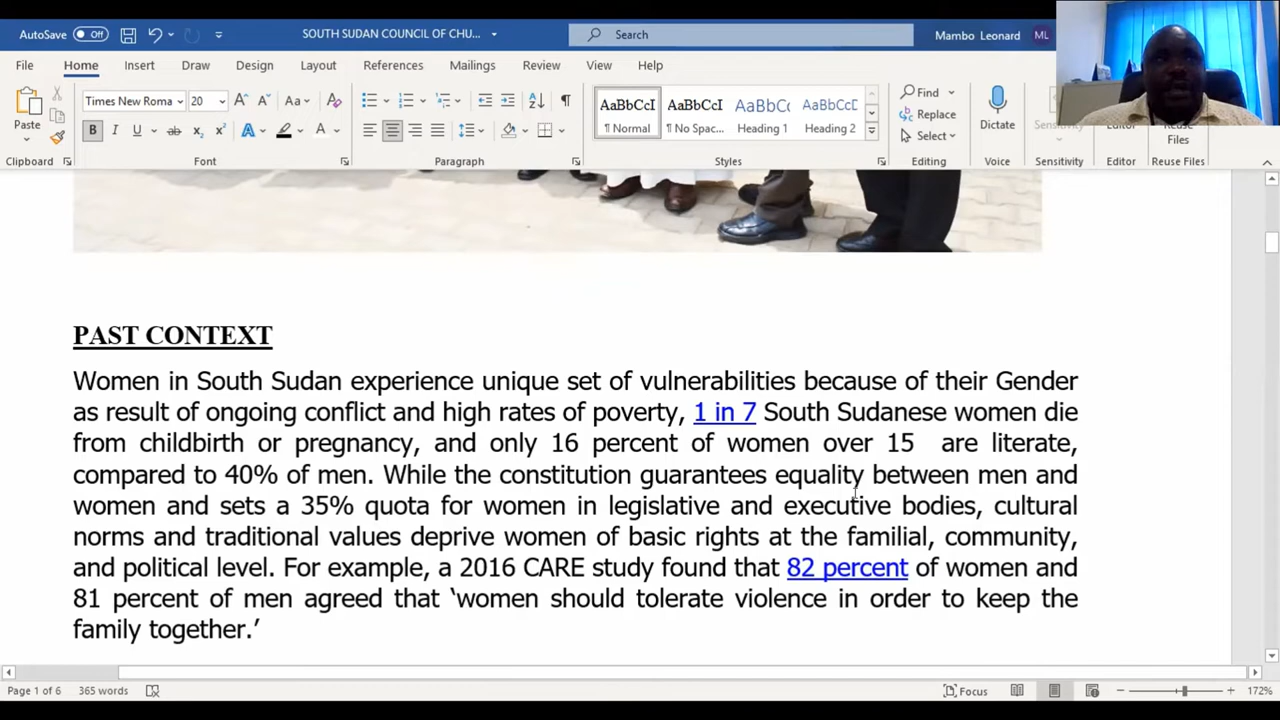 AutoSave Off SOUTH SUDAN COUNCIL OF CHU... Search Mambo Leonard ML
File Home Insert Draw Design Layout References Mailings Review View Help
Times New Roma 20 Aa
Paste
B I U ab x₂ x² A A
AaBbCcI AaBbCcI AaBbCc AaBbCcD
¶ Normal ¶ No Spac... Heading 1 Heading 2
Find
Replace
Select
Dictate
Sensitivity
Editor
Reuse
Files
Clipboard Font Paragraph Styles Editing Voice Sensitivity Editor Reuse Files
PAST CONTEXT
Women in South Sudan experience unique set of vulnerabilities because of their Gender
as result of ongoing conflict and high rates of poverty, 1 in 7 South Sudanese women die
from childbirth or pregnancy, and only 16 percent of women over 15 are literate,
compared to 40% of men. While the constitution guarantees equality between men and
women and sets a 35% quota for women in legislative and executive bodies, cultural
norms and traditional values deprive women of basic rights at the familial, community,
and political level. For example, a 2016 CARE study found that 82 percent of women and
81 percent of men agreed that ‘women should tolerate violence in order to keep the
family together.’
Page 1 of 6 365 words Focus 172%